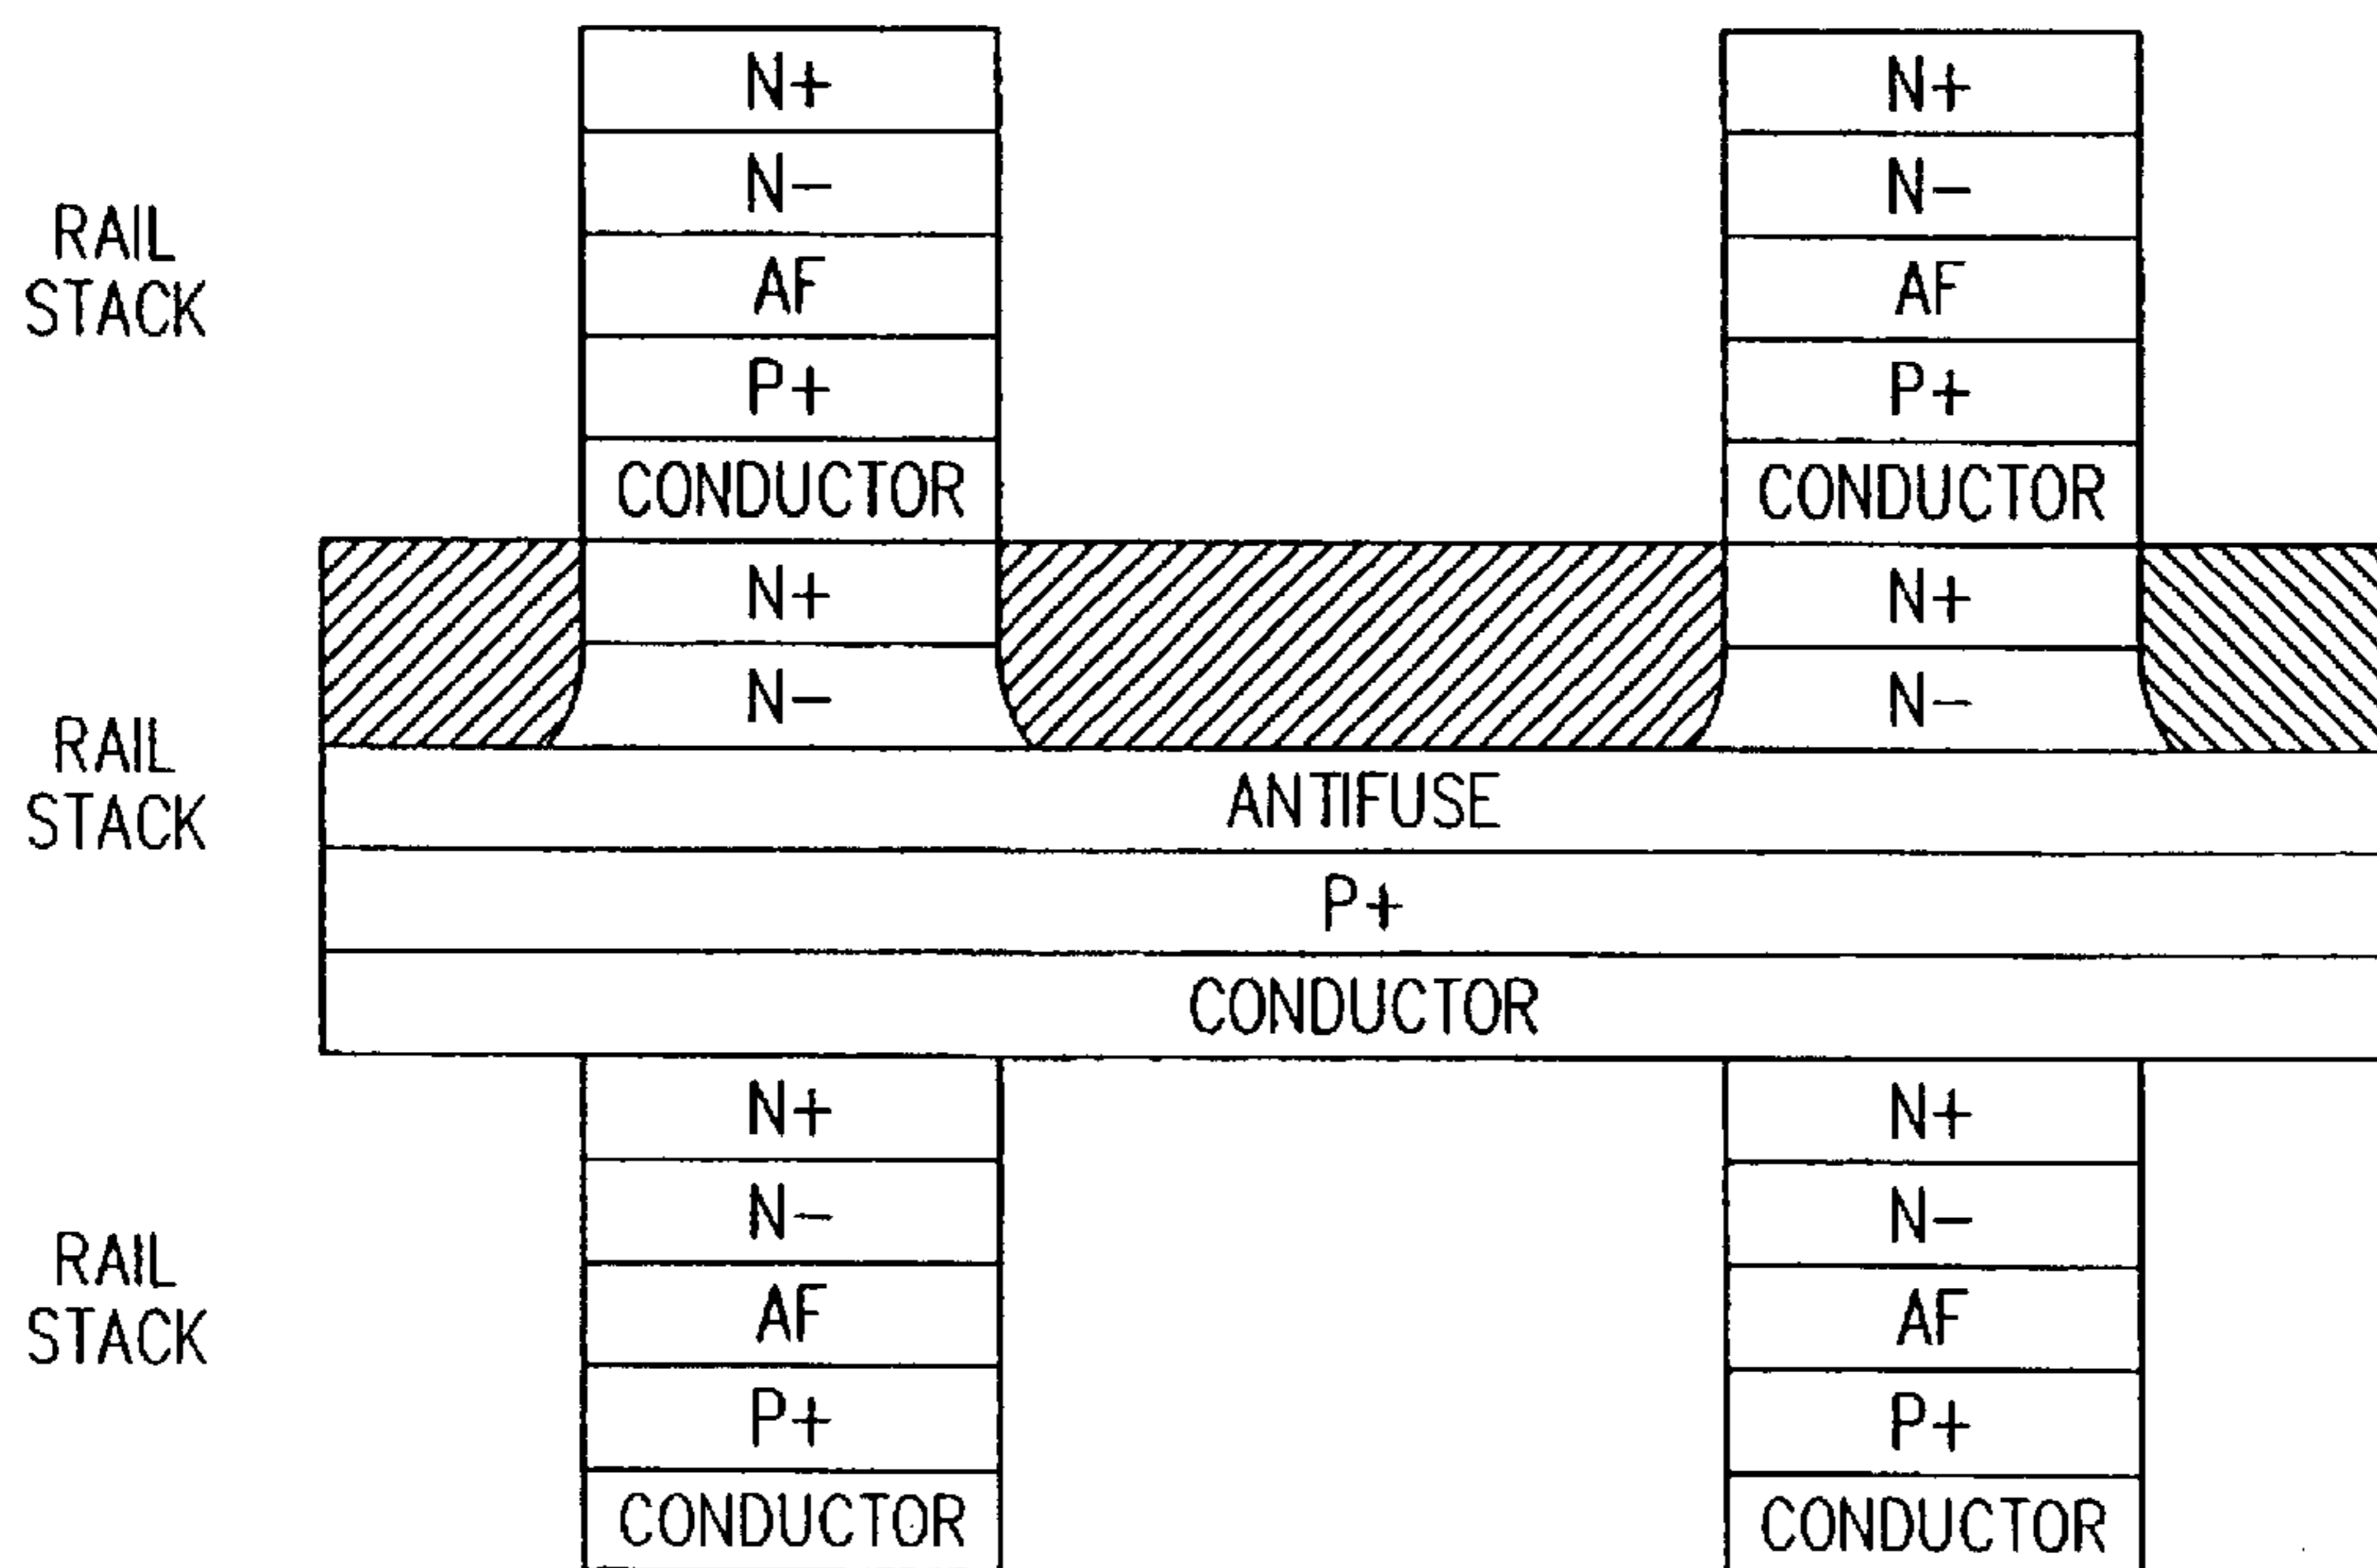 N+ N+
N- N-
RAIL
STACK
AF AF
P+ P+
CONDUCTOR CONDUCTOR
N+ N+
N- N-
RAIL
STACK
ANTIFUSE
P+
CONDUCTOR
N+ N+
N- N-
RAIL
STACK
AF AF
P+ P+
CONDUCTOR CONDUCTOR